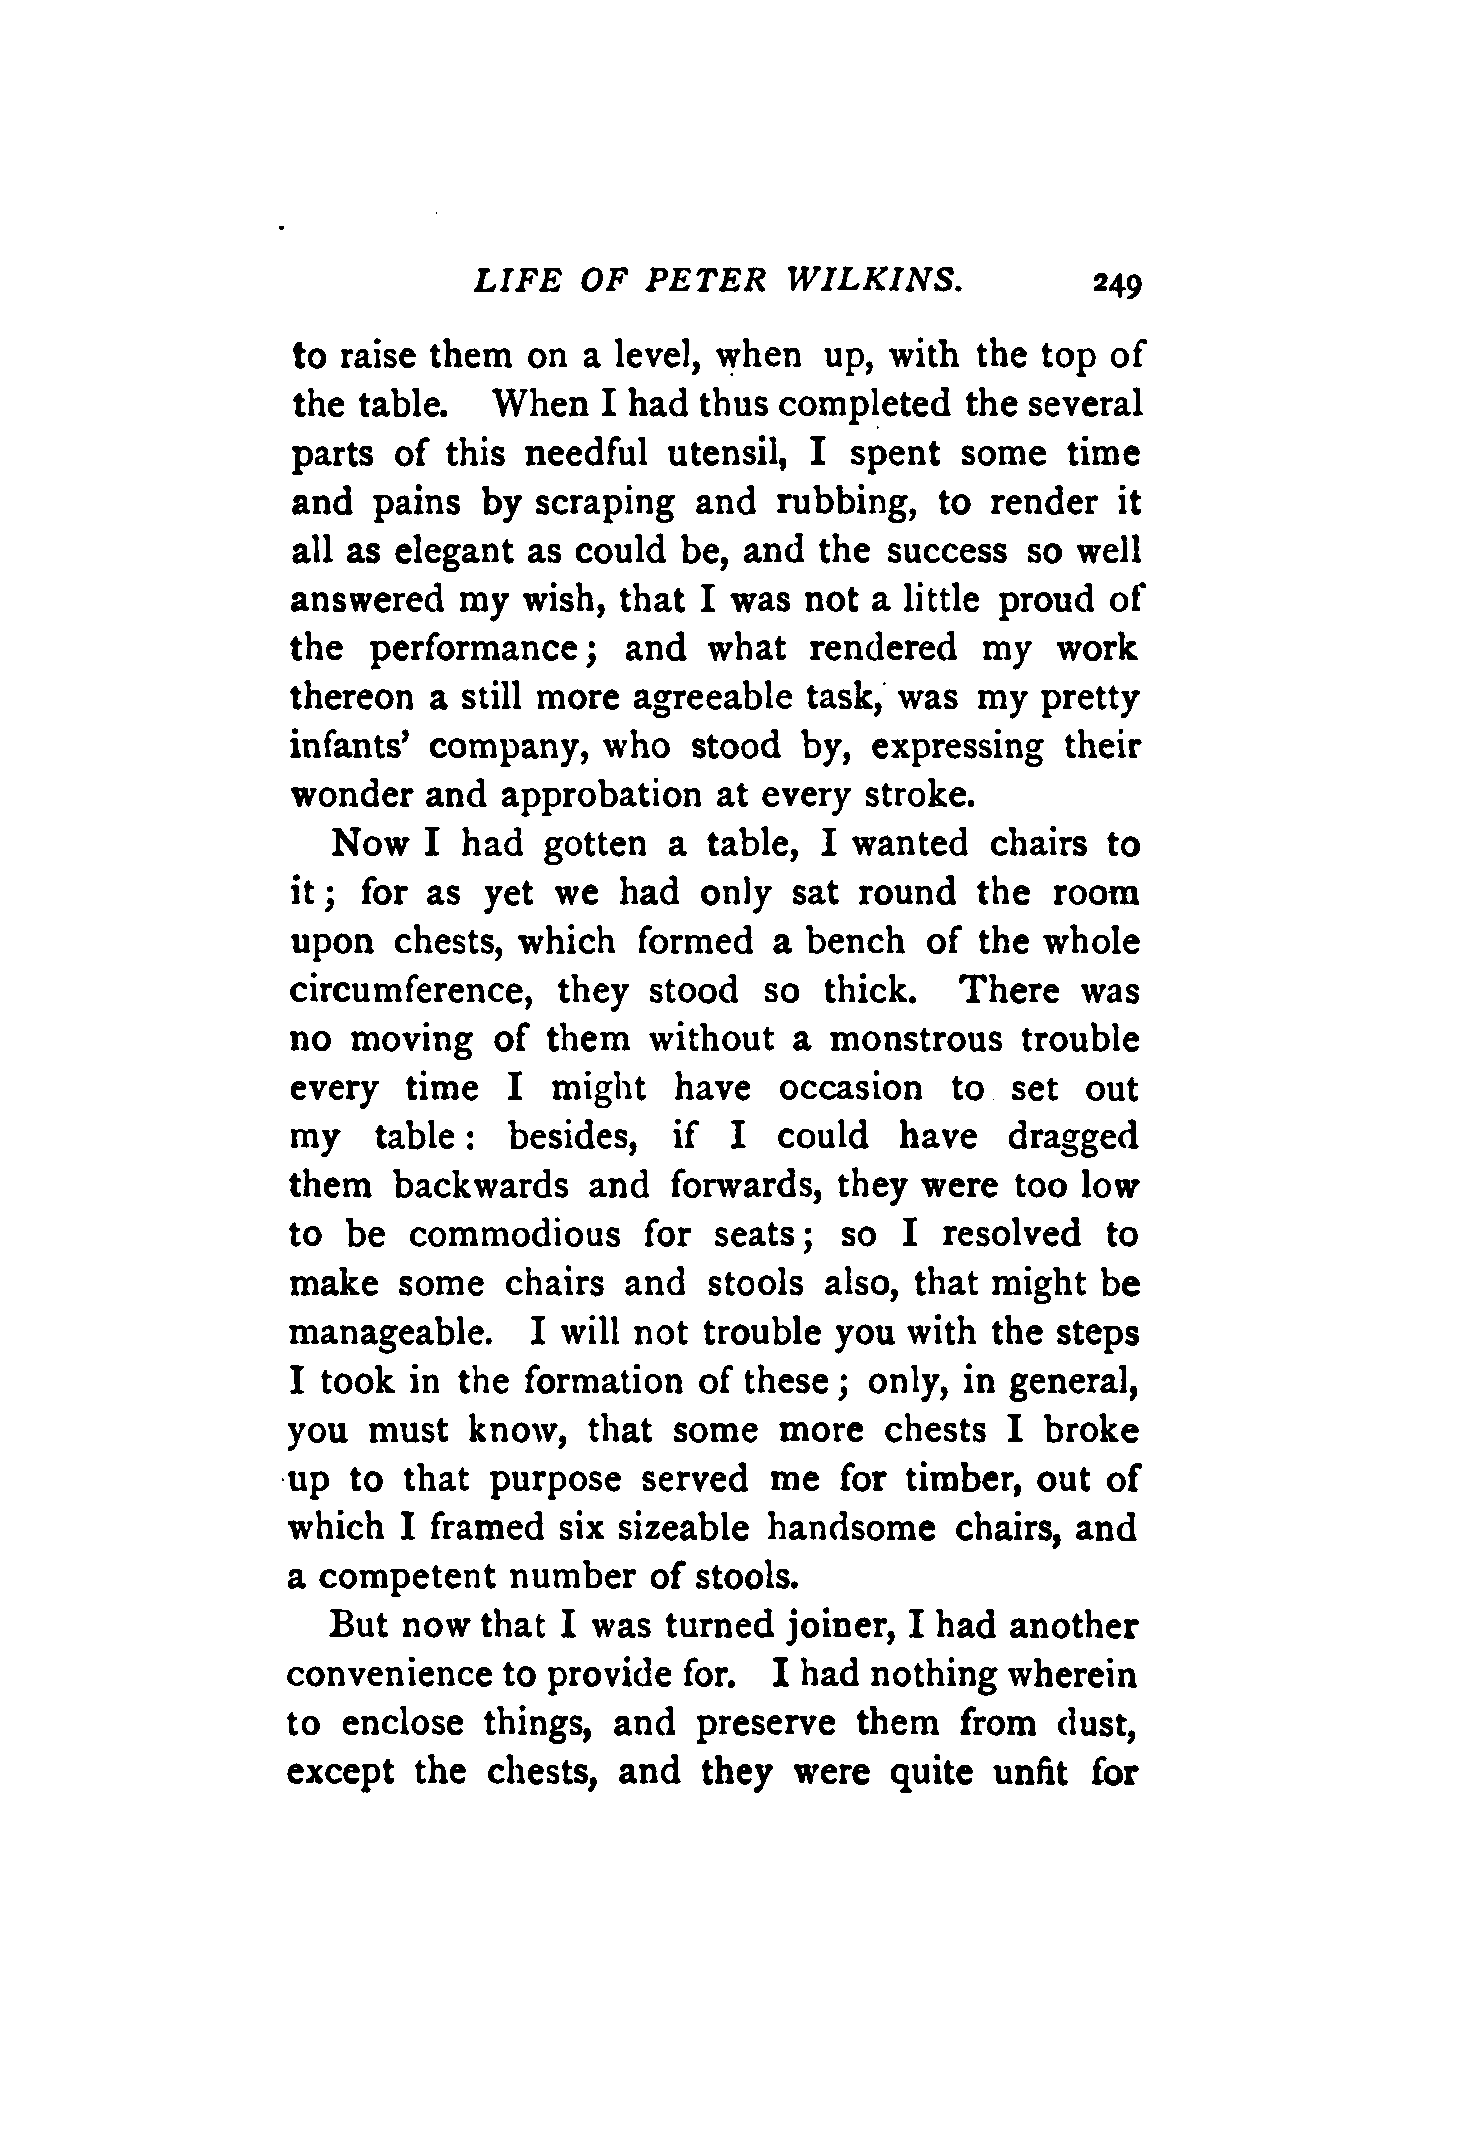 LIFE OF PETER WILKINS. 249
to raise them on a level, when up, with the top of
the table. When I had thus completed the several
parts of this needful utensil, I spent some time
and pains by scraping and rubbing, to render it
all as elegant as could be, and the success so well
answered my wish, that I was not a little proud of
the performance; and what rendered my work
thereon a still more agreeable task, was my pretty
infants' company, who stood by, expressing their
wonder and approbation at every stroke.
Now I had gotten a table, I wanted chairs to
it; for as yet we had only sat round the room
upon chests, which formed a bench of the whole
circumference, they stood so thick. There was
no moving of them without a monstrous trouble
every time I might have occasion to set out
my table: besides, if I could have dragged
them backwards and forwards, they were too low
to be commodious for seats; so I resolved to
make some chairs and stools also, that might be
manageable. I will not trouble you with the steps
I took in the formation of these; only, in general,
you must know, that some more chests I broke
up to that purpose served me for timber, out of
which I framed six sizeable handsome chairs, and
a competent number of stools.
But now that I was turned joiner, I had another
convenience to provide for. I had nothing wherein
to enclose things, and preserve them from dust,
except the chests, and they were quite unfit for